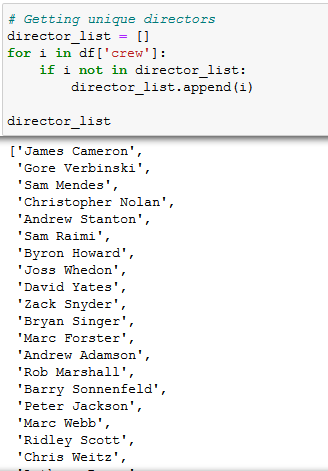 # Getting unique directors
director_list = []
for i in df['crew']:
    if i not in director_list:
        director_list.append(i)

director_list
['James Cameron',
 'Gore Verbinski',
 'Sam Mendes',
 'Christopher Nolan',
 'Andrew Stanton',
 'Sam Raimi',
 'Byron Howard',
 'Joss Whedon',
 'David Yates',
 'Zack Snyder',
 'Bryan Singer',
 'Marc Forster',
 'Andrew Adamson',
 'Rob Marshall',
 'Barry Sonnenfeld',
 'Peter Jackson',
 'Marc Webb',
 'Ridley Scott',
 'Chris Weitz',